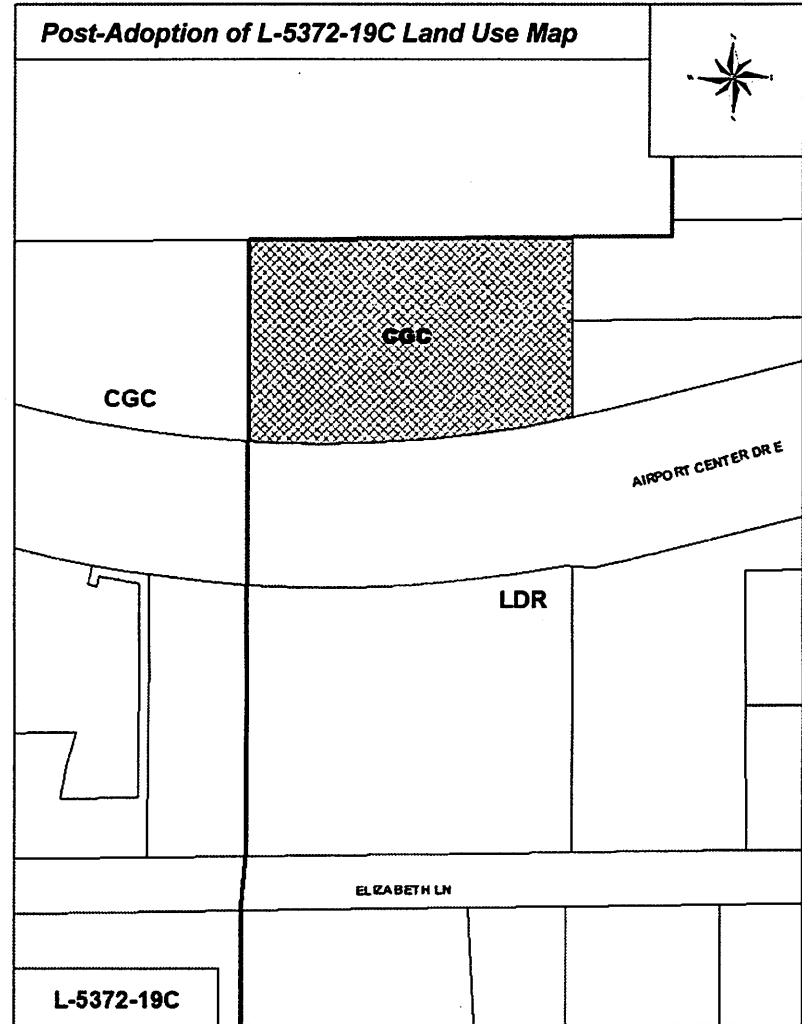 Post-Adoption of L-5372-19C Land Use Map
CGC
CGC
AIRPORT CENTER DR E
LDR
ELIZABETH LN
L-5372-19C